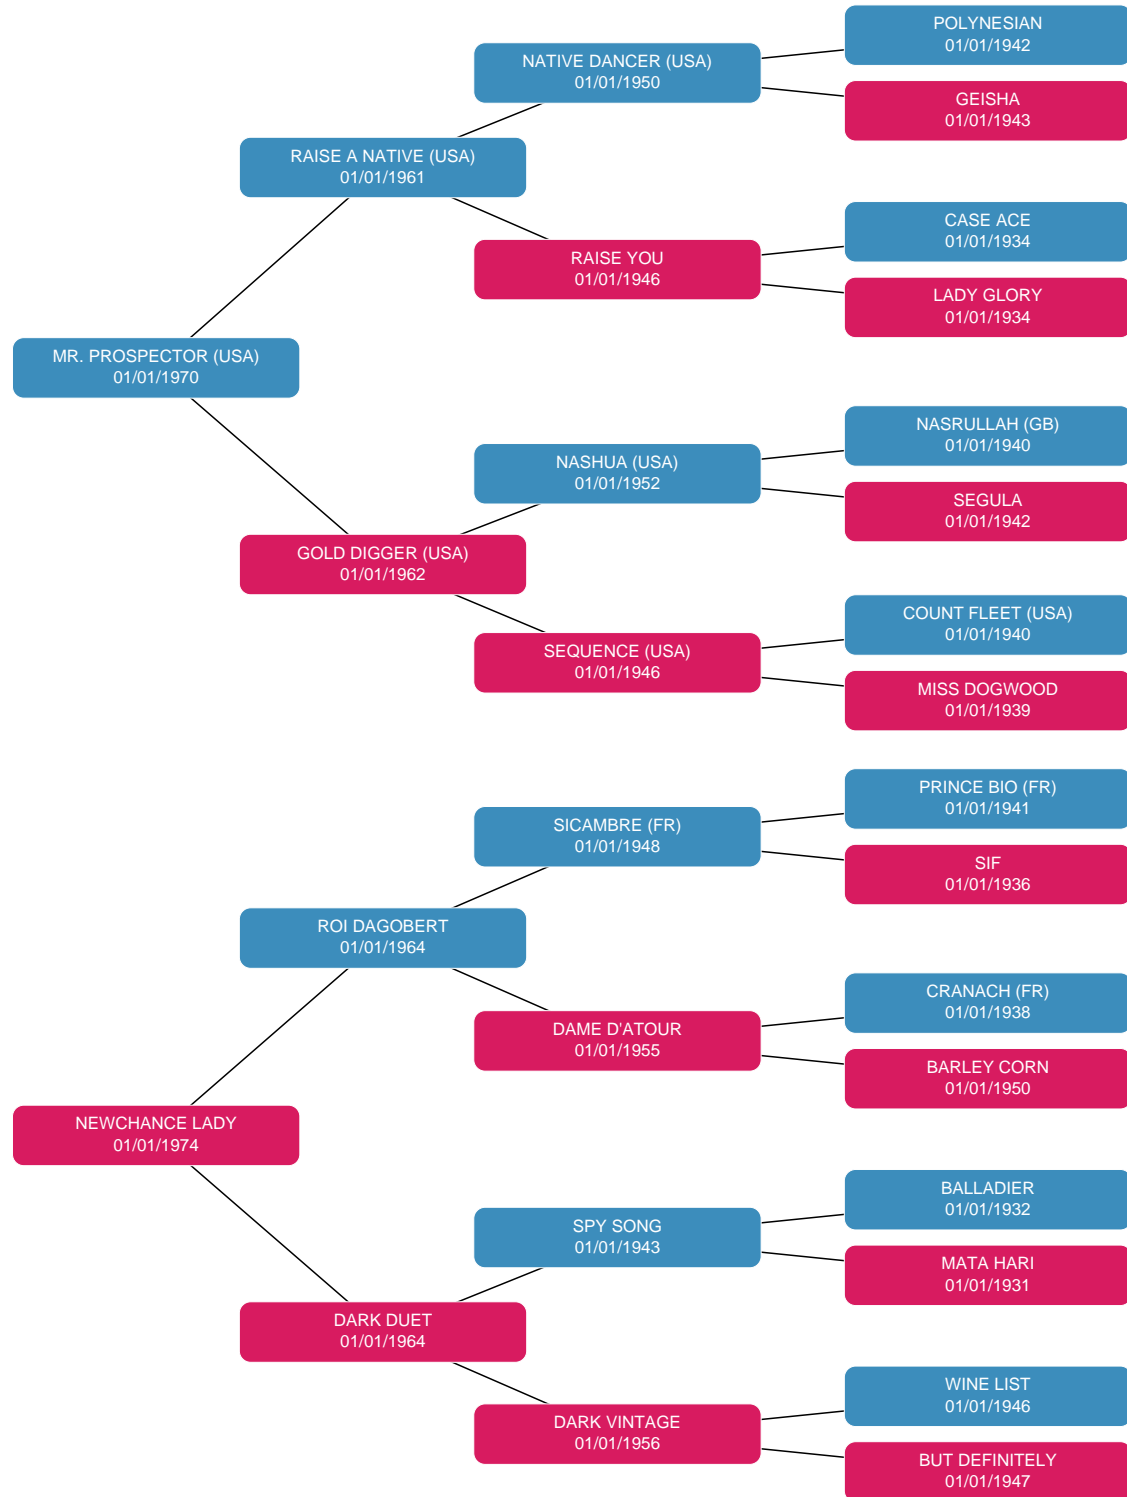 POLYNESIAN
01/01/1942
NATIVE DANCER (USA)
01/01/1950
GEISHA
01/01/1943
RAISE A NATIVE (USA)
01/01/1961
CASE ACE
01/01/1934
RAISE YOU
01/01/1946
LADY GLORY
01/01/1934
MR. PROSPECTOR (USA)
01/01/1970
NASRULLAH (GB)
01/01/1940
NASHUA (USA)
01/01/1952
SEGULA
01/01/1942
GOLD DIGGER (USA)
01/01/1962
COUNT FLEET (USA)
01/01/1940
SEQUENCE (USA)
01/01/1946
MISS DOGWOOD
01/01/1939
PRINCE BIO (FR)
01/01/1941
SICAMBRE (FR)
01/01/1948
SIF
01/01/1936
ROI DAGOBERT
01/01/1964
CRANACH (FR)
01/01/1938
DAME D'ATOUR
01/01/1955
BARLEY CORN
01/01/1950
NEWCHANCE LADY
01/01/1974
BALLADIER
01/01/1932
SPY SONG
01/01/1943
MATA HARI
01/01/1931
DARK DUET
01/01/1964
WINE LIST
01/01/1946
DARK VINTAGE
01/01/1956
BUT DEFINITELY
01/01/1947